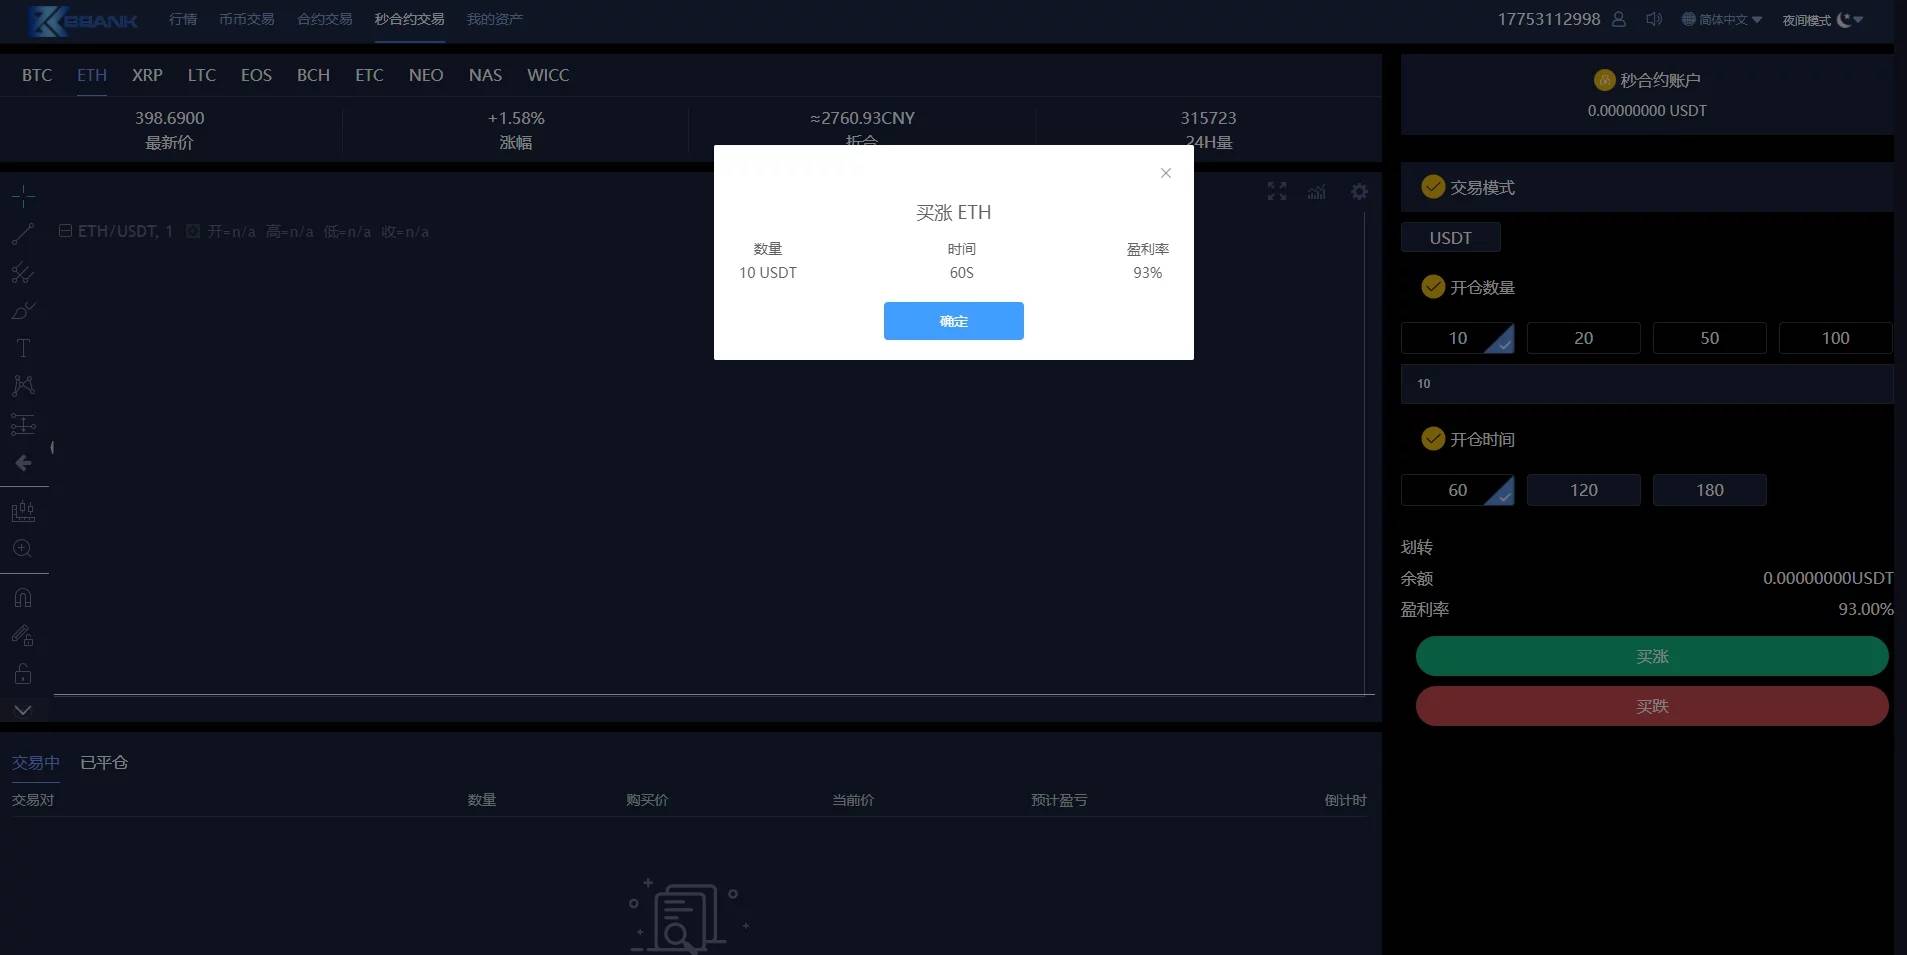 BBANK
行情 币币交易 合约交易 秒合约交易 我的资产
17753112998 简体中文 夜间模式
BTC ETH XRP LTC EOS BCH ETC NEO NAS WICC
398.6900 +1.58% ≈2760.93CNY 315723
最新价 涨幅 折合 24H量
ETH/USDT, 1 开=n/a 高=n/a 低=n/a 收=n/a
买涨 ETH
数量 时间 盈利率
10 USDT 60S 93%
确定
秒合约账户
0.00000000 USDT
交易模式
USDT
开仓数量
10 20 50 100
10
开仓时间
60 120 180
划转
余额 0.00000000USDT
盈利率 93.00%
买涨
买跌
交易中 已平仓
交易对 数量 购买价 当前价 预计盈亏 倒计时